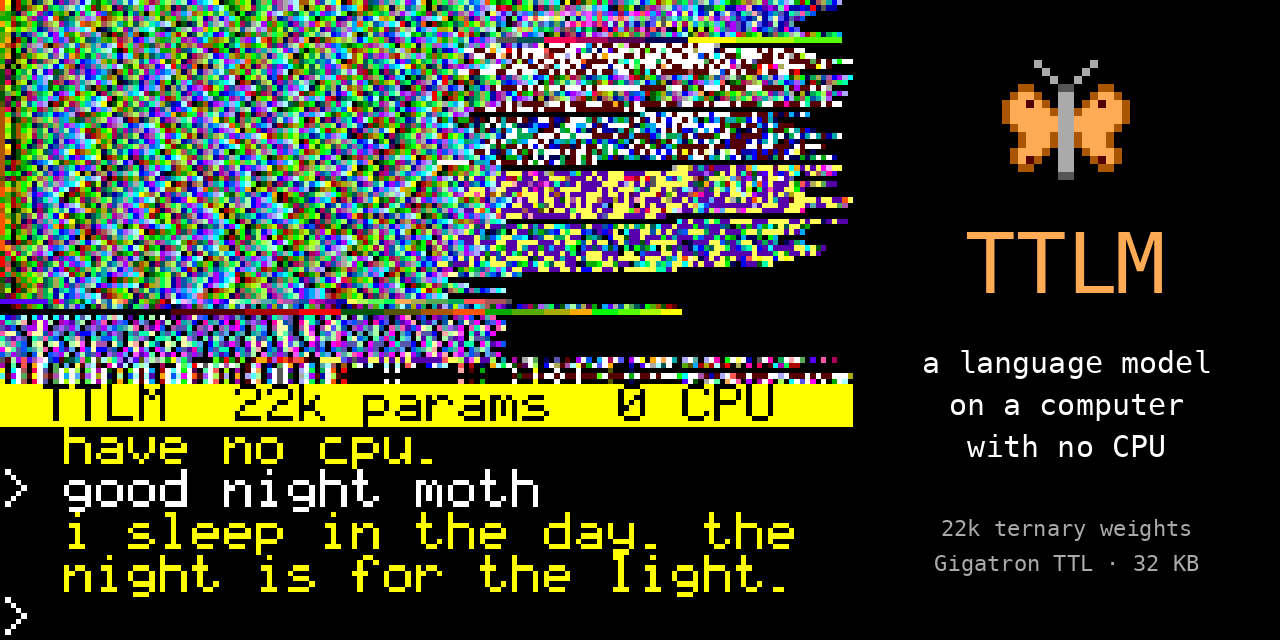 TTLM 22k params 0 CPU
have no cpu.
> good night moth
i sleep in the day. the
night is for the light.
>
TTLM
a language model
on a computer
with no CPU
22k ternary weights
Gigatron TTL · 32 KB